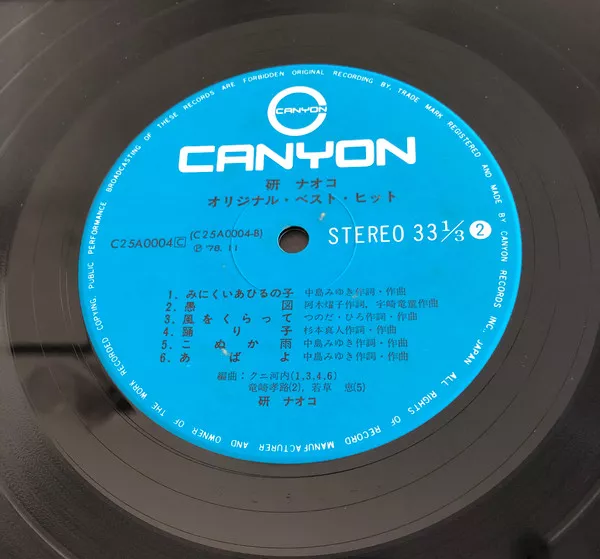 CANYON
CANYON
研 ナオコ
オリジナル・ベスト・ヒット
C25A0004Ⓒ
(C25A0004-B)
Ⓟ '78. 11
STEREO 33 1/3 ②
1. みにくいあひるの子 中島みゆき作詞・作曲
2. 愚 図 阿木燿子作詞、宇崎竜童作曲
3. 風をくらって つのだ・ひろ作詞・作曲
4. 踊 り 子 杉本真人作詞・作曲
5. こ ぬ か 雨 中島みゆき作詞・作曲
6. あ ば よ 中島みゆき作詞・作曲
編曲:クニ河内(1,3,4,6)
竜崎孝路(2), 若草 恵(5)
研 ナオコ
MANUFACTURER AND OWNER OF THE WORK RECORDED COPYING, PUBLIC PERFORMANCE BROADCASTING OF THESE RECORDS ARE FORBIDDEN ORIGINAL RECORDING BY, TRADE MARK REGISTERED AND MADE BY CANYON RECORDS INC. JAPAN ALL RIGHTS OF RECORD